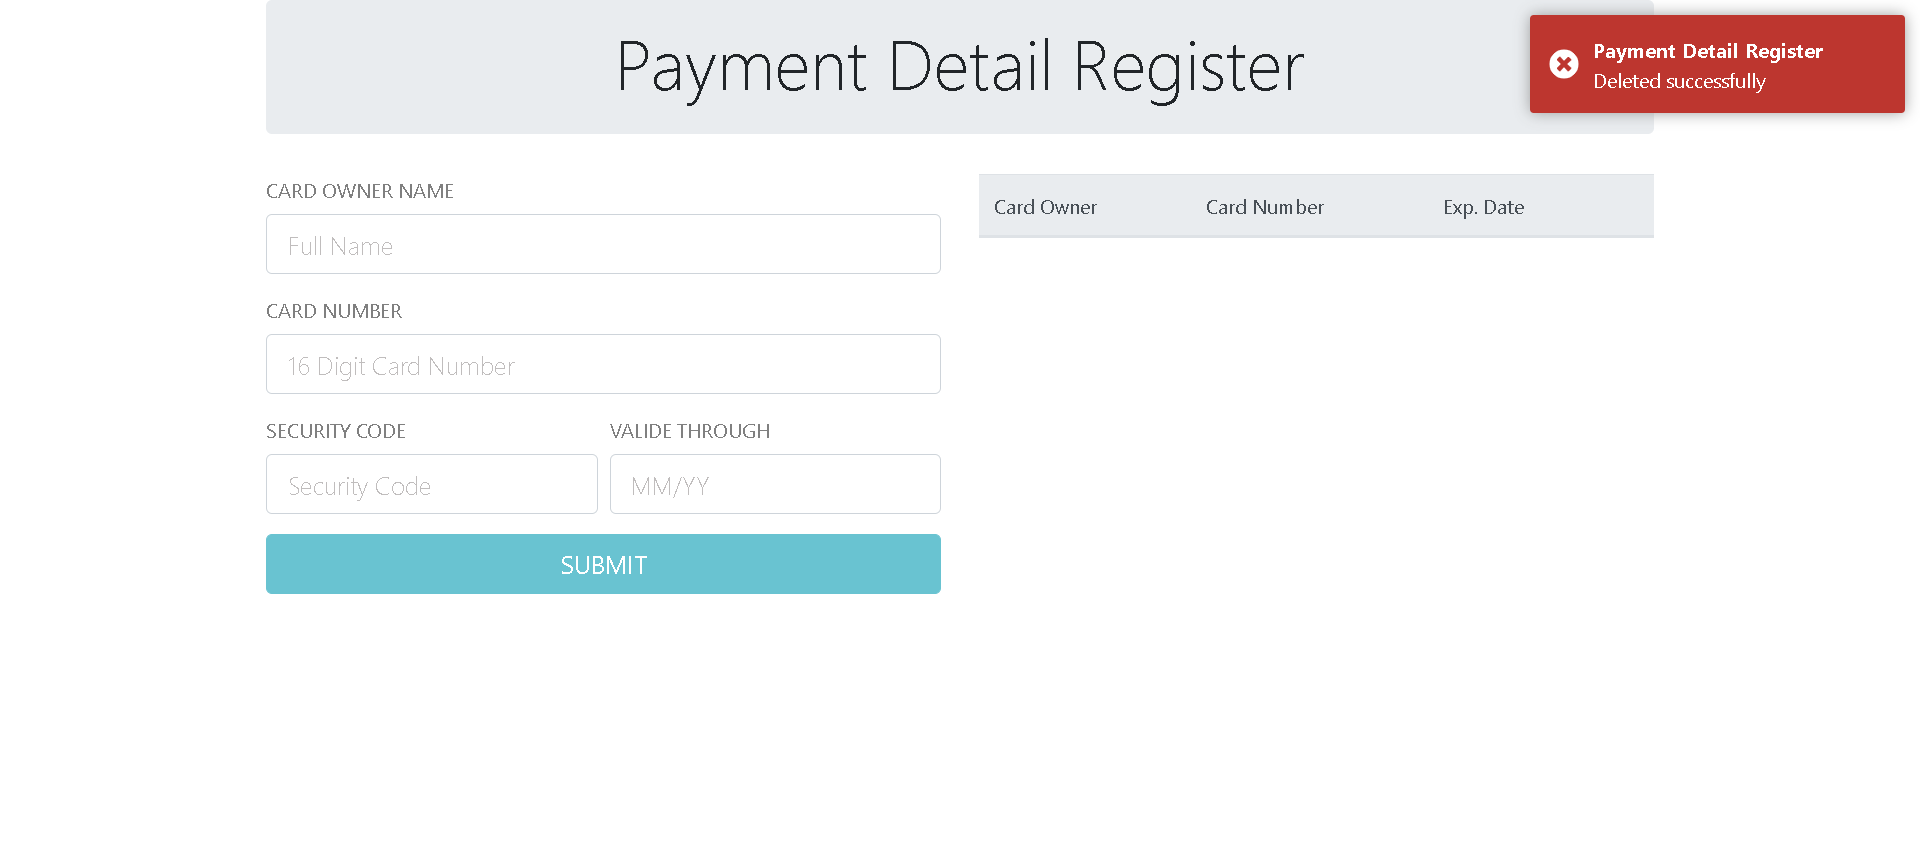 Payment Detail Register
Payment Detail Register
Deleted successfully
CARD OWNER NAME
Full Name
CARD NUMBER
16 Digit Card Number
SECURITY CODE
VALIDE THROUGH
Security Code
MM/YY
SUBMIT
Card Owner Card Number Exp. Date